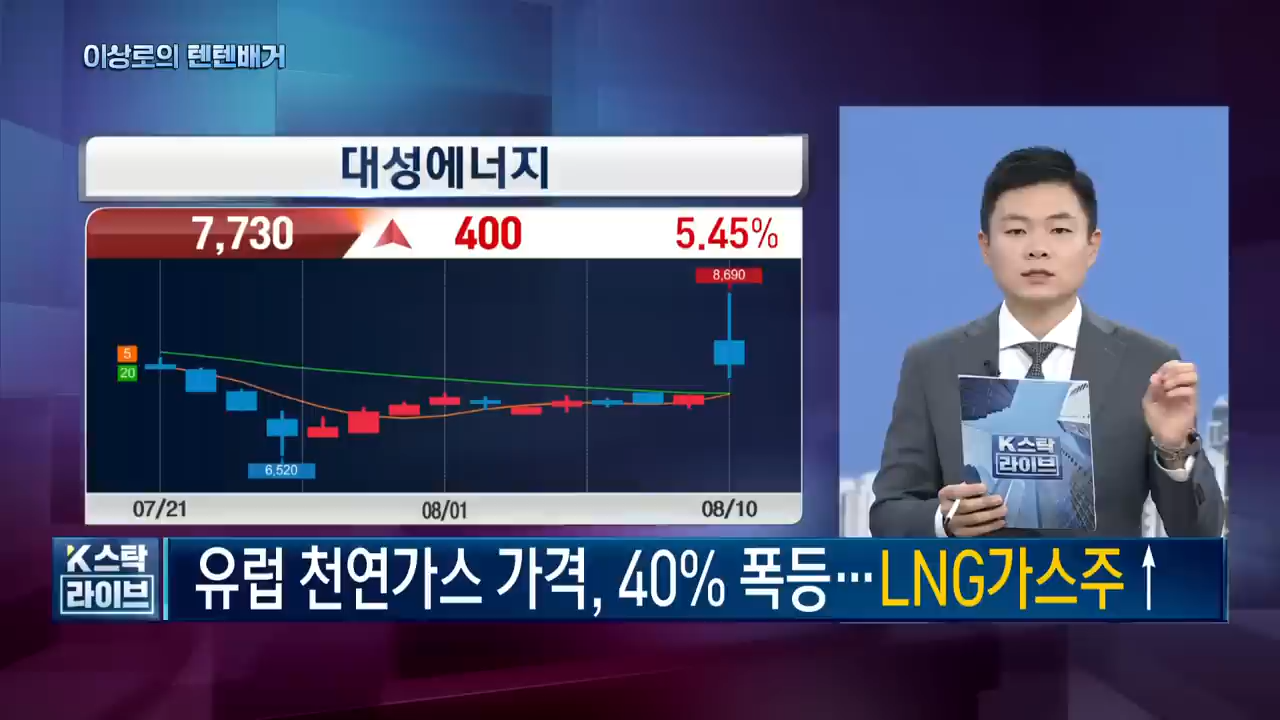 이상로의 텐텐배거
대성에너지
7,730 400 5.45%
8,690
5
20
6,520
07/21 08/01 08/10
K스탁
라이브
K스탁
라이브
유럽 천연가스 가격, 40% 폭등…LNG가스주↑